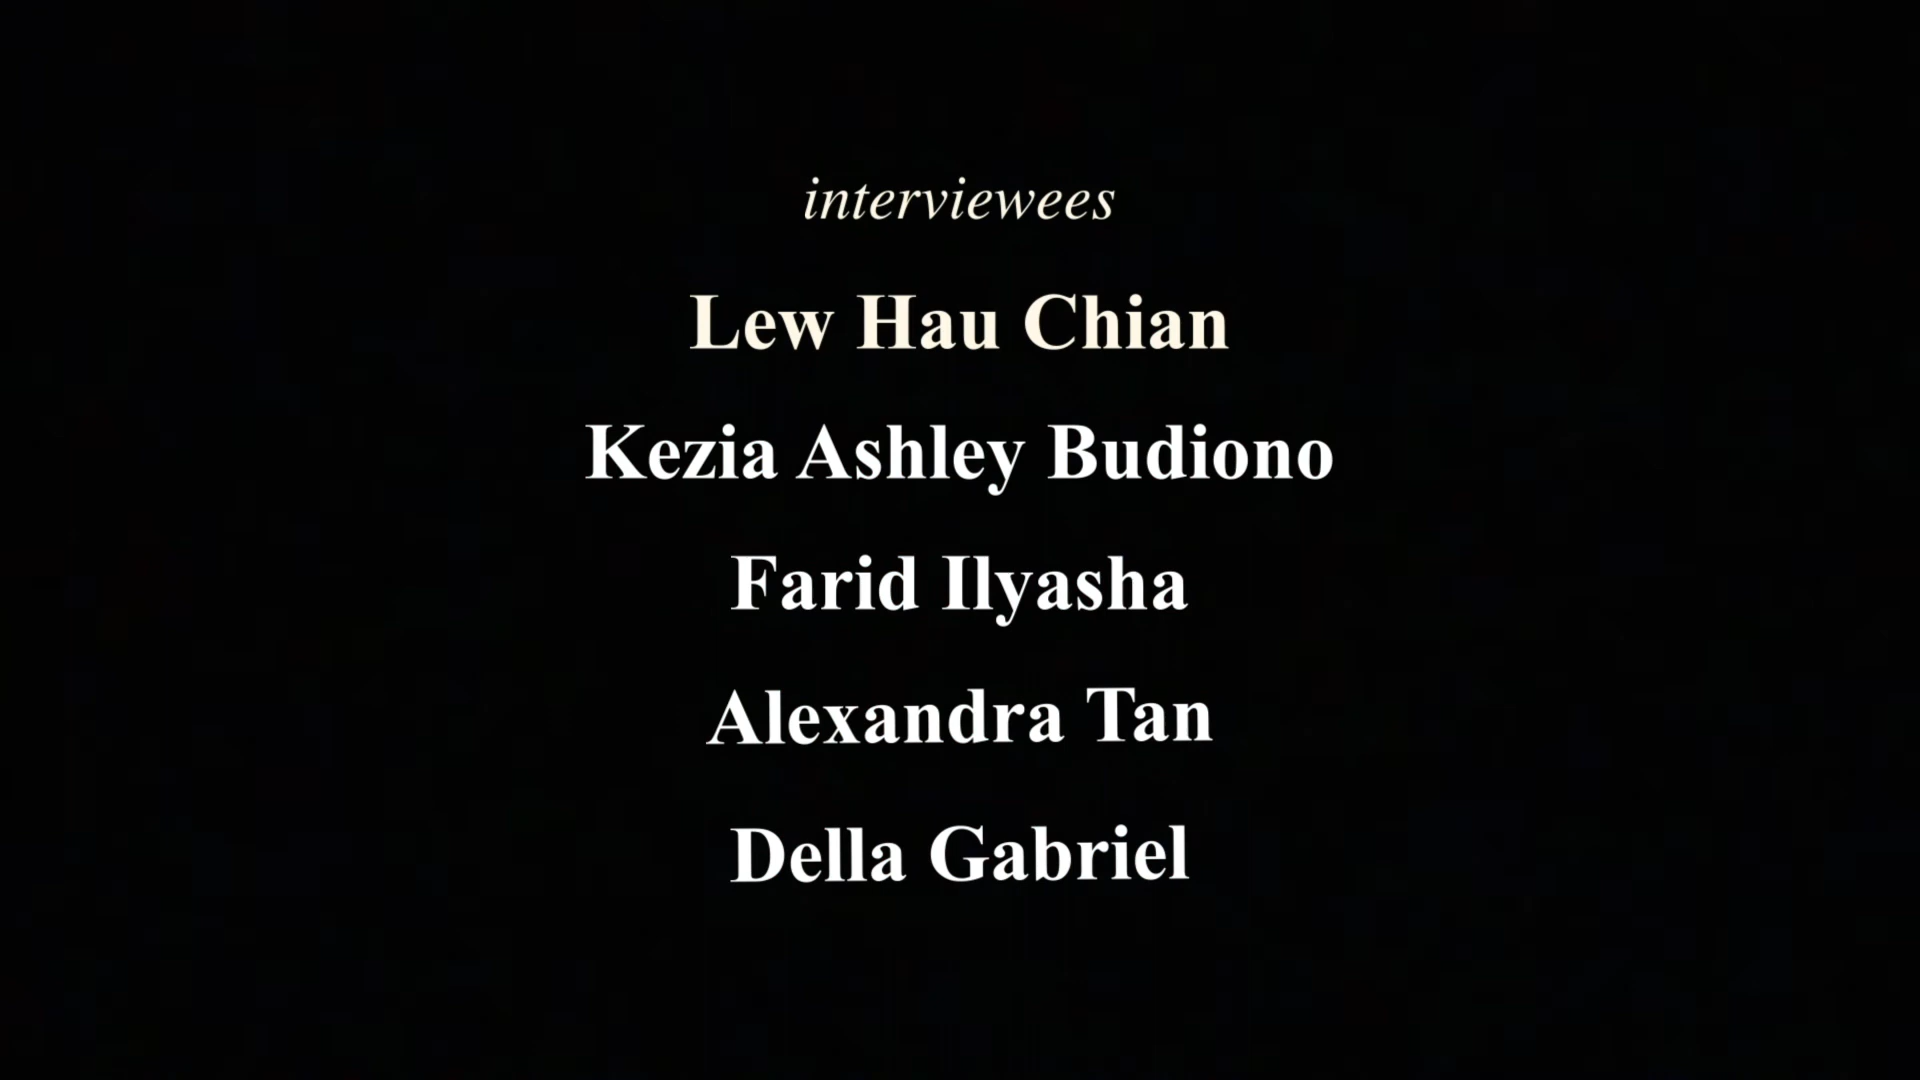 interviewees
Lew Hau Chian
Kezia Ashley Budiono
Farid Ilyasha
Alexandra Tan
Della Gabriel